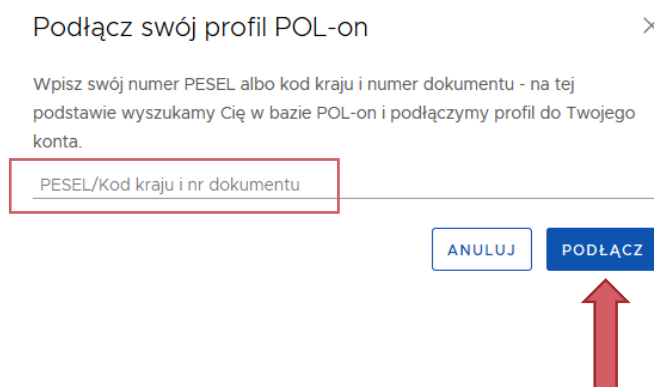 Podłącz swój profil POL-on
Wpisz swój numer PESEL albo kod kraju i numer dokumentu - na tej
podstawie wyszukamy Cię w bazie POL-on i podłączymy profil do Twojego
konta.
PESEL/Kod kraju i nr dokumentu
ANULUJ PODŁĄCZ